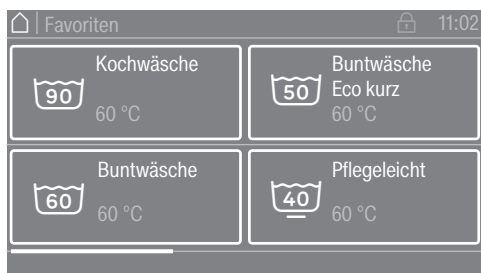 Favoriten 11:02
Kochwäsche
90
60 °C
Buntwäsche
Eco kurz
50
60 °C
Buntwäsche
60
60 °C
Pflegeleicht
40
60 °C